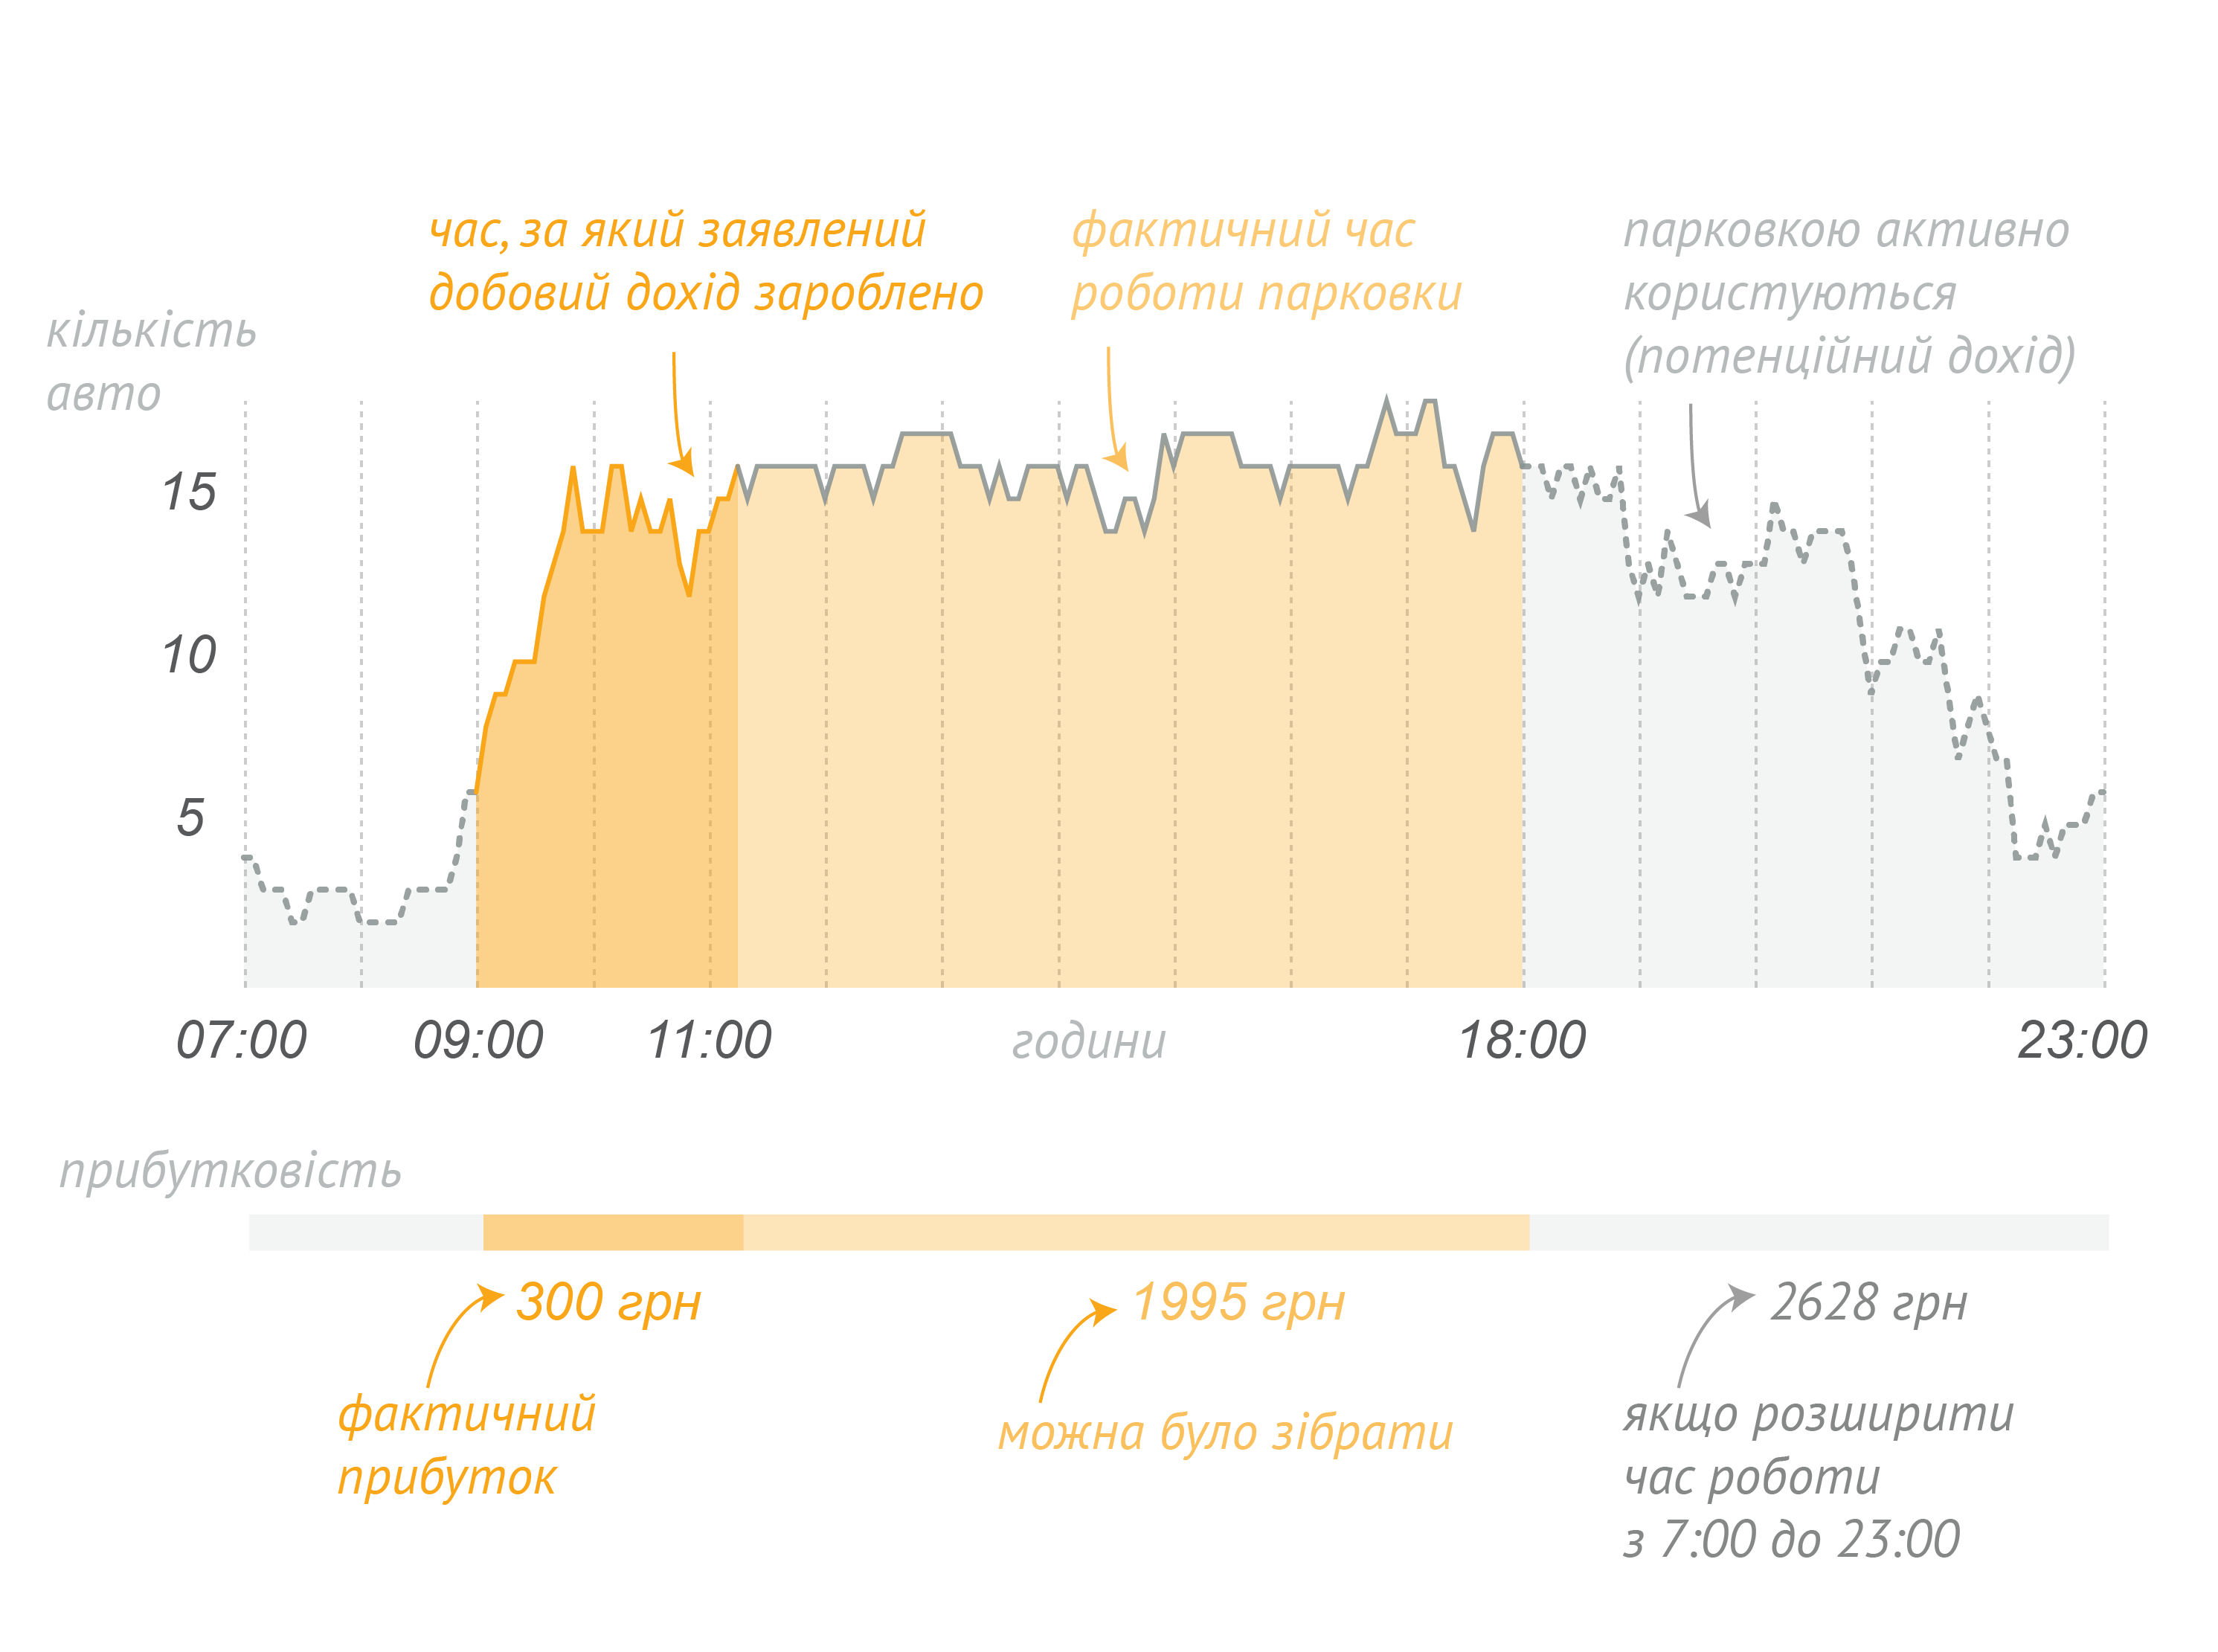 час, за який заявлений
добовий дохід зароблено
фактичний час
роботи парковки
парковкою активно
користуються
(потенційний дохід)
кількість
авто
15
10
5
07:00
09:00
11:00
години
18:00
23:00
прибутковість
300 грн
1995 грн
2628 грн
фактичний
прибуток
можна було зібрати
якщо розширити
час роботи
з 7:00 до 23:00